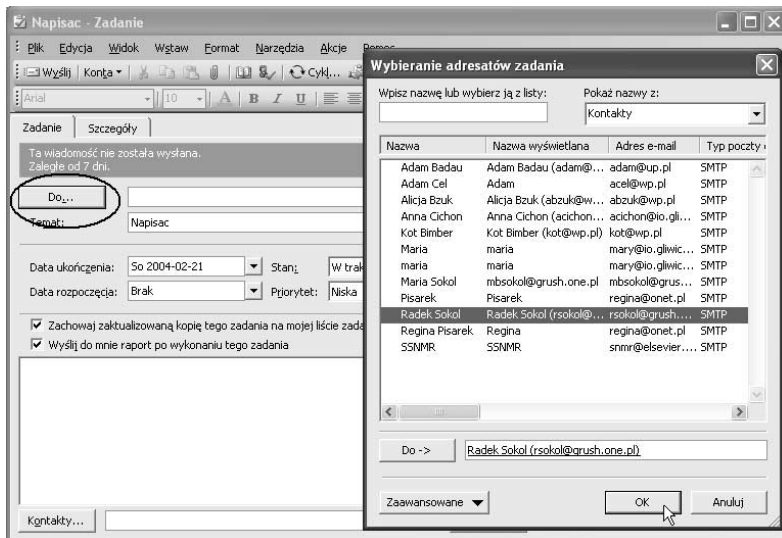 Napisac - Zadanie
Plik Edycja Widok Wstaw Format Narzędzia Akcje
Wyślij Konta Cykl...
Arial 10 A B I U
Zadanie Szczegóły
Ta wiadomość nie została wysłana.
Zaległe od 7 dni.
Do...
Temat: Napisac
Data ukończenia: So 2004-02-21 Stan: W trak
Data rozpoczęcia: Brak Priorytet: Niska
Zachowaj zaktualizowaną kopię tego zadania na mojej liście zada
Wyślij do mnie raport po wykonaniu tego zadania
Kontakty...
Wybieranie adresatów zadania
Wpisz nazwę lub wybierz ją z listy: Pokaż nazwy z:
Kontakty
Nazwa Nazwa wyświetlana Adres e-mail Typ poczty
Adam Badau Adam Badau (adam@... adam@up.pl SMTP
Adam Cel Adam acel@wp.pl SMTP
Alicja Bzuk Alicja Bzuk (abzuk@w... abzuk@wp.pl SMTP
Anna Cichon Anna Cichon (acichon... acichon@io.gli... SMTP
Kot Bimber Kot Bimber (kot@wp.pl) kot@wp.pl SMTP
Maria maria mary@io.gliwic... SMTP
maria maria mary@io.gliwic... SMTP
Maria Sokol mbsokol@grush.one.pl mbsokol@grus... SMTP
Pisarek Pisarek regina@onet.pl SMTP
Radek Sokol Radek Sokol (rsokol@... rsokol@grush.... SMTP
Regina Pisarek Regina regina@onet.pl SMTP
SSNMR SSNMR snmr@elsevier.... SMTP
Do -> Radek Sokol (rsokol@grush.one.pl)
Zaawansowane OK Anuluj